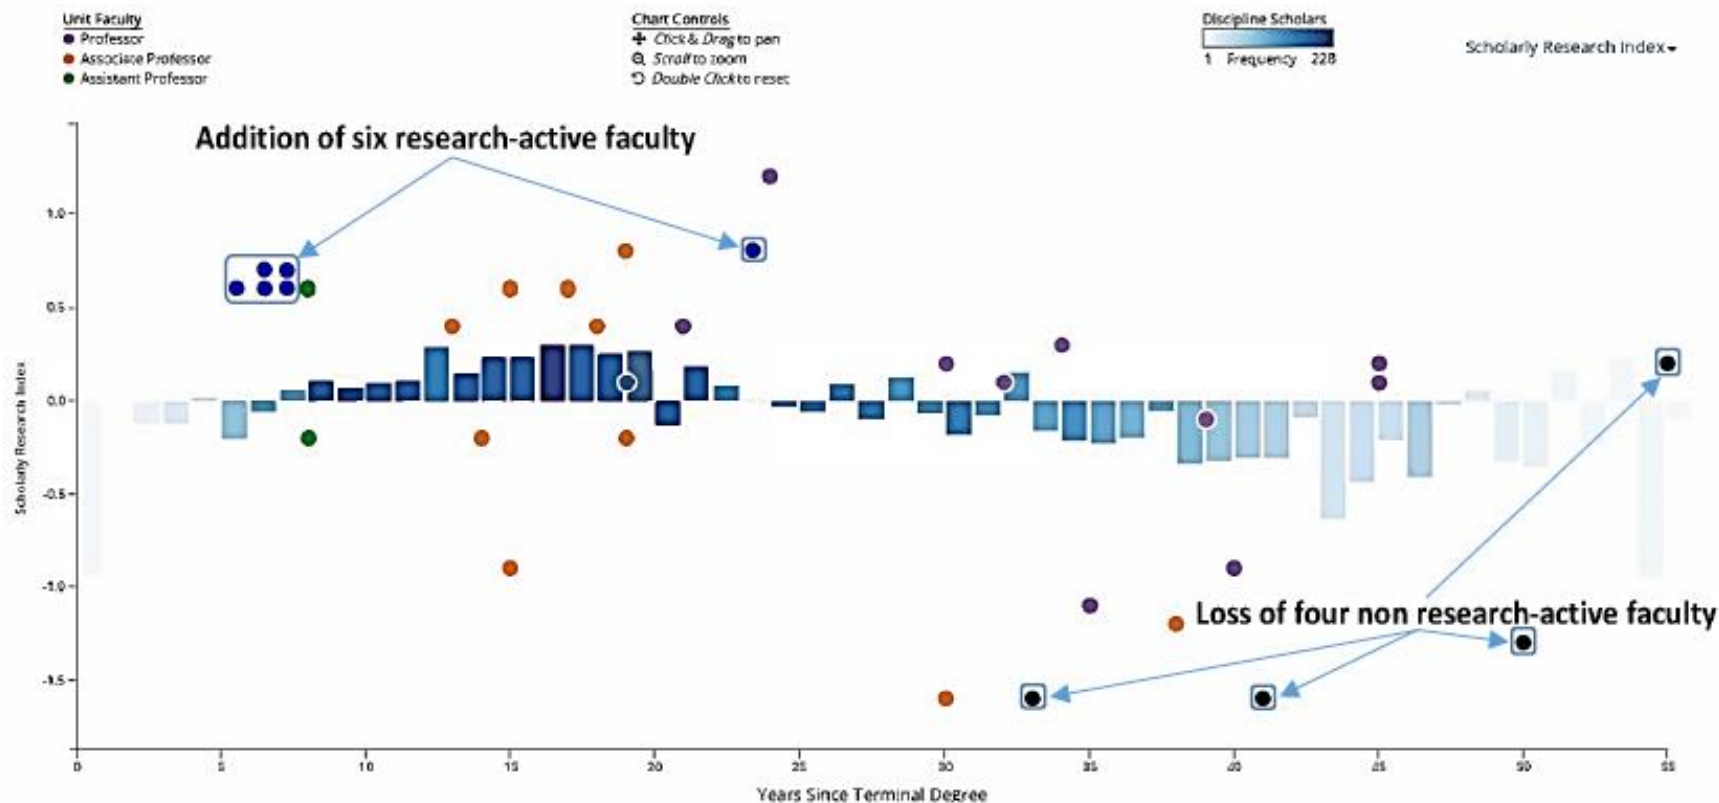 Unit Faculty
Professor
Associate Professor
Assistant Professor
Chart Controls
Click & Drag to pan
Scroll to zoom
Double Click to reset
Discipline Scholars
1 Frequency 228
Scholarly Research Index
Addition of six research-active faculty
Loss of four non research-active faculty
Scholarly Research Index
1.0
0.5
0.0
-0.5
-1.0
-1.5
0 5 10 15 20 25 30 35 40 45 50 55
Years Since Terminal Degree